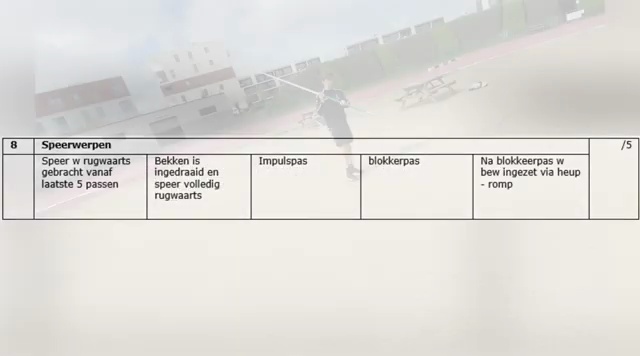 8 Speerwerpen /5
Speer w rugwaarts
gebracht vanaf
laatste 5 passen
Bekken is
ingedraaid en
speer volledig
rugwaarts
Impulspas
blokkerpas
Na blokkeerpas w
bew ingezet via heup
- romp